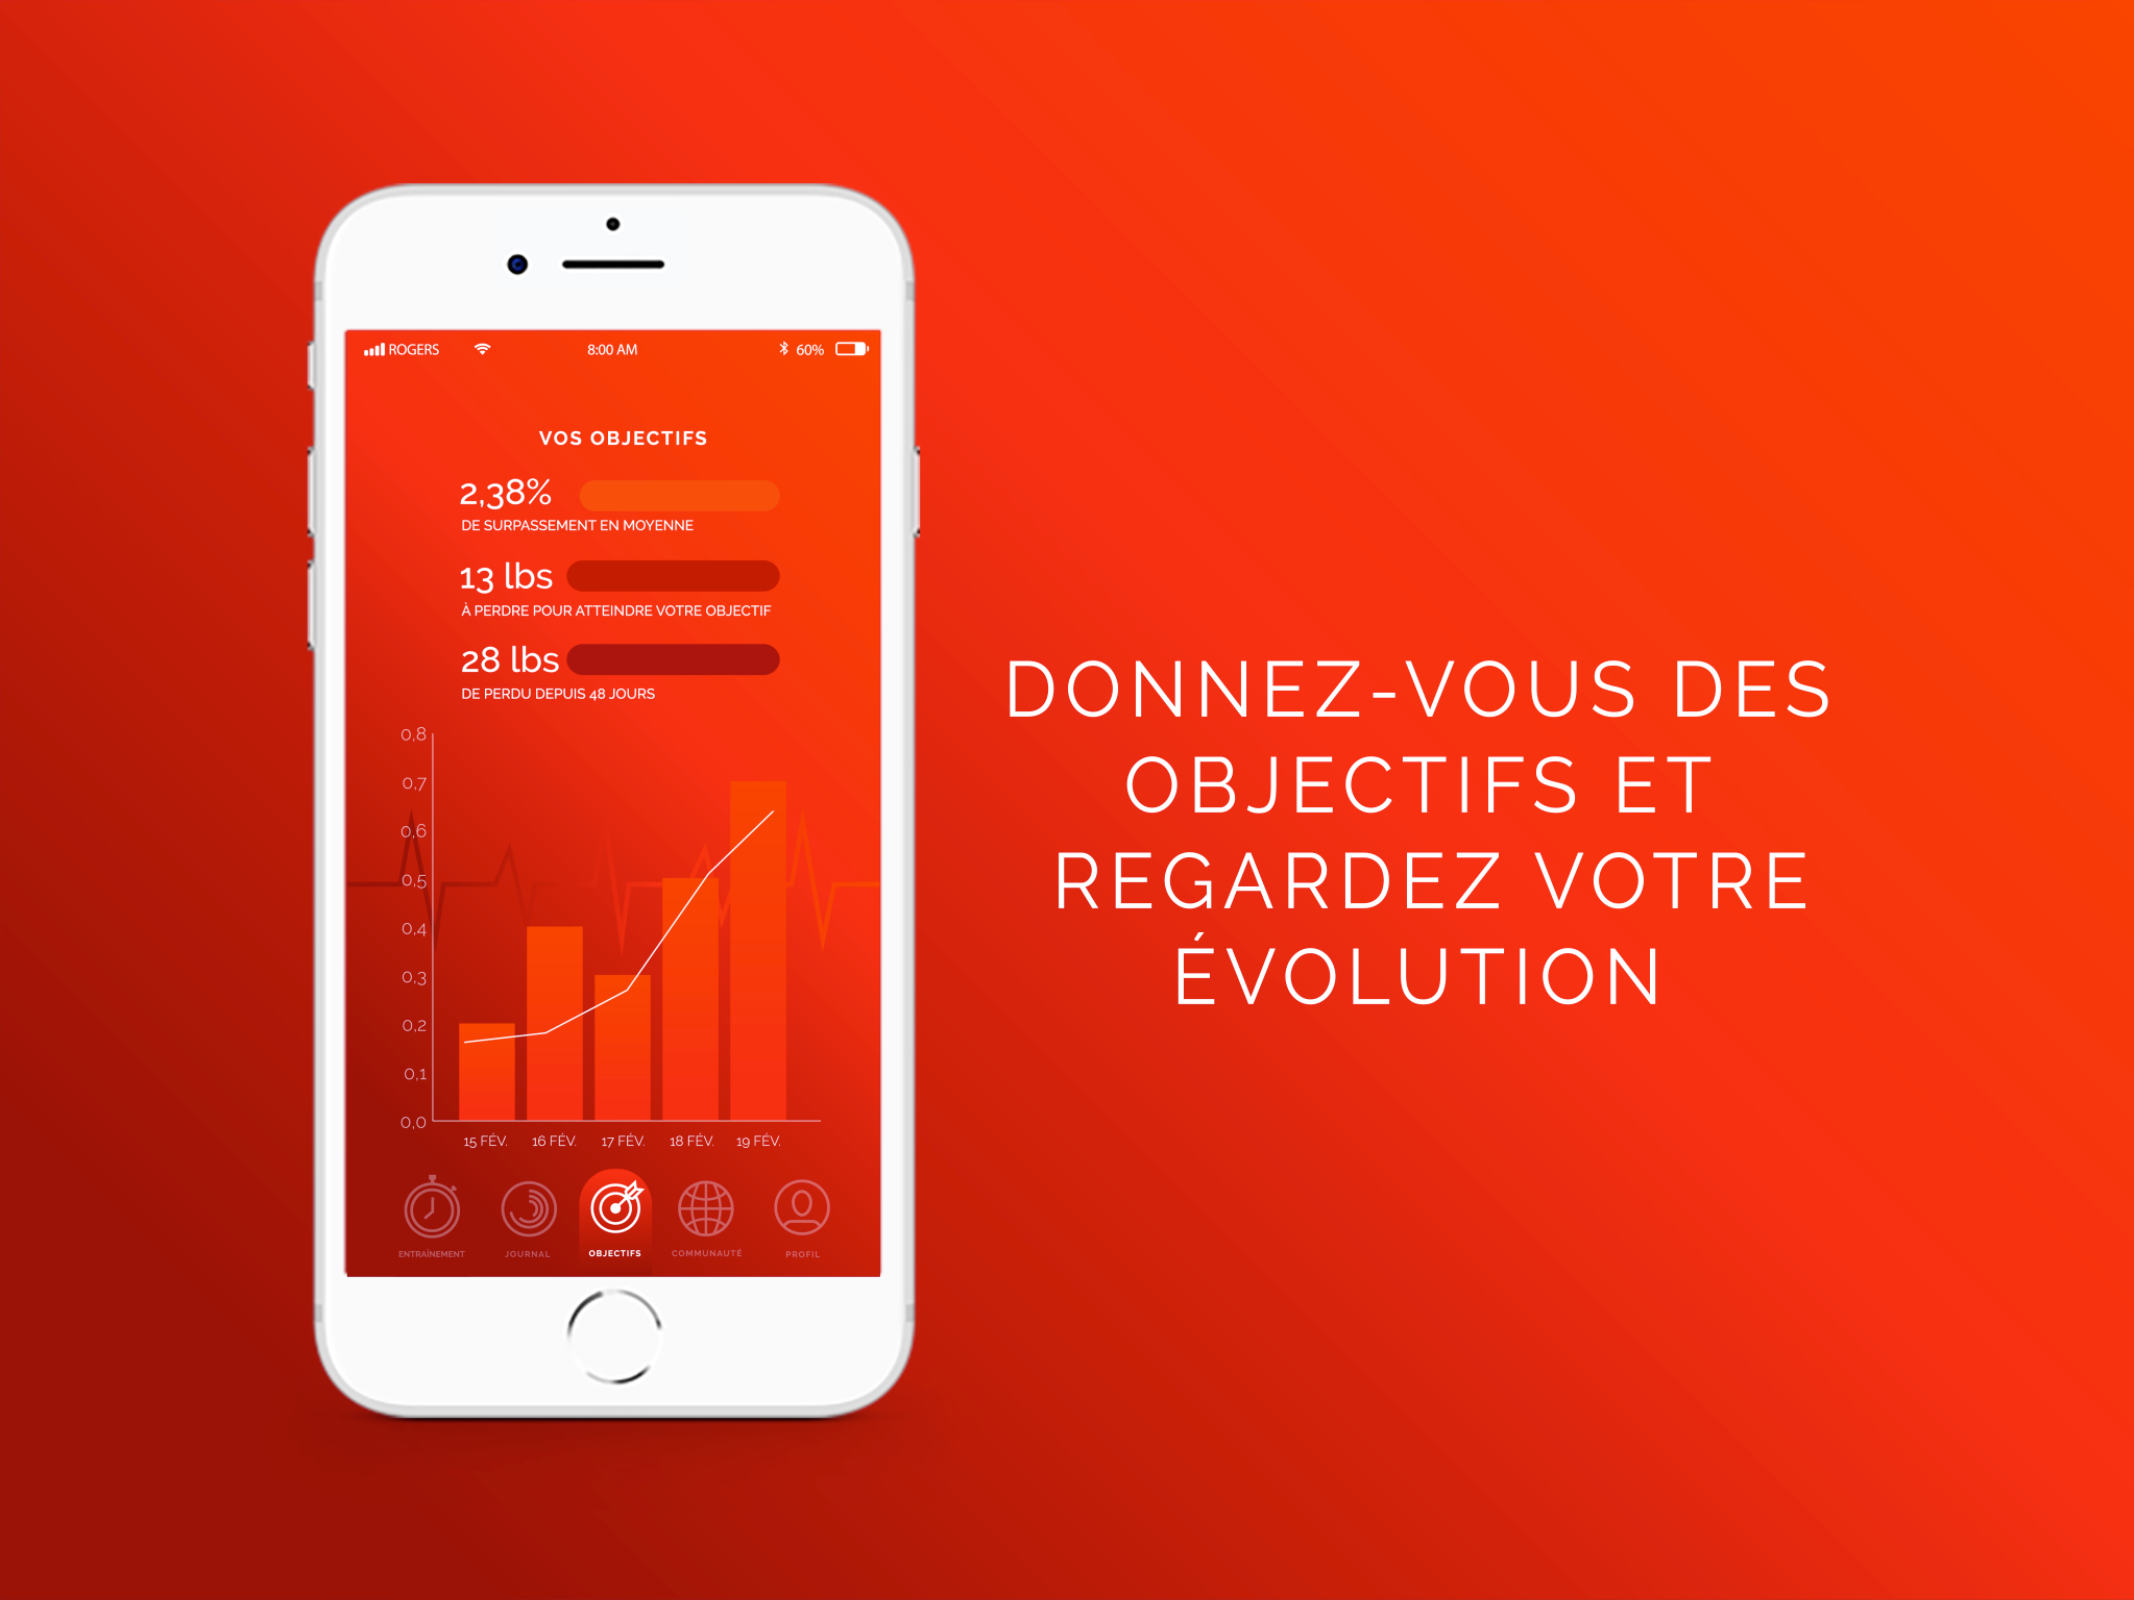 ROGERS 8:00 AM 60%
VOS OBJECTIFS
2,38%
DE SURPASSEMENT EN MOYENNE
13 lbs
À PERDRE POUR ATTEINDRE VOTRE OBJECTIF
28 lbs
DE PERDU DEPUIS 48 JOURS
0,8
0,7
0,6
0,5
0,4
0,3
0,2
0,1
0,0
15 FÉV. 16 FÉV. 17 FÉV. 18 FÉV. 19 FÉV.
ENTRAÎNEMENT JOURNAL OBJECTIFS COMMUNAUTÉ PROFIL
DONNEZ-VOUS DES
OBJECTIFS ET
REGARDEZ VOTRE
ÉVOLUTION